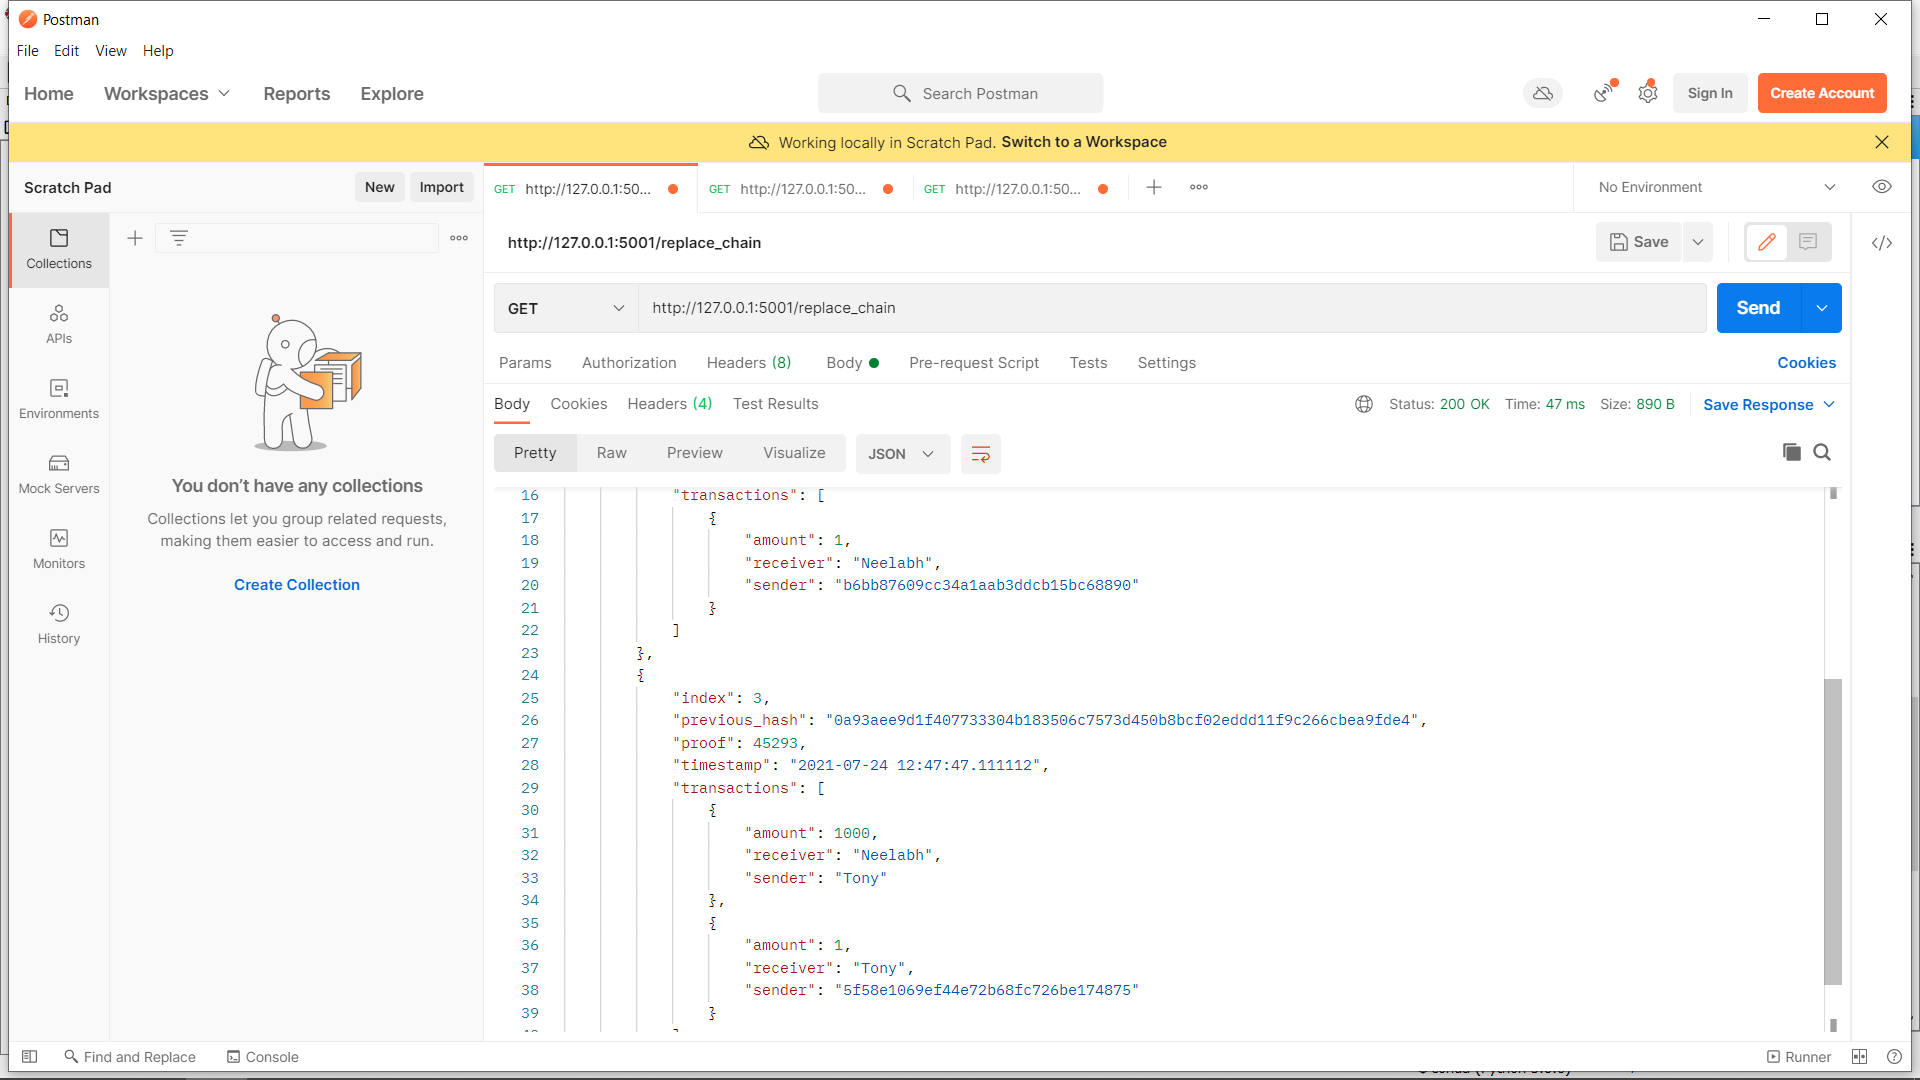 Postman
File Edit View Help
Home Workspaces Reports Explore Search Postman Sign In Create Account
Working locally in Scratch Pad. Switch to a Workspace
Scratch Pad New Import
GET http://127.0.0.1:50... GET http://127.0.0.1:50... GET http://127.0.0.1:50... No Environment
Collections
APIs
Environments
Mock Servers
Monitors
History
You don't have any collections
Collections let you group related requests,
making them easier to access and run.
Create Collection
http://127.0.0.1:5001/replace_chain Save
GET http://127.0.0.1:5001/replace_chain Send
Params Authorization Headers (8) Body Pre-request Script Tests Settings Cookies
Body Cookies Headers (4) Test Results Status: 200 OK Time: 47 ms Size: 890 B Save Response
Pretty Raw Preview Visualize JSON
16 "transactions": [
17 {
18 "amount": 1,
19 "receiver": "Neelabh",
20 "sender": "b6bb87609cc34a1aab3ddcb15bc68890"
21 }
22 ]
23 },
24 {
25 "index": 3,
26 "previous_hash": "0a93aee9d1f407733304b183506c7573d450b8bcf02eddd11f9c266cbea9fde4",
27 "proof": 45293,
28 "timestamp": "2021-07-24 12:47:47.111112",
29 "transactions": [
30 {
31 "amount": 1000,
32 "receiver": "Neelabh",
33 "sender": "Tony"
34 },
35 {
36 "amount": 1,
37 "receiver": "Tony",
38 "sender": "5f58e1069ef44e72b68fc726be174875"
39 }
Find and Replace Console Runner